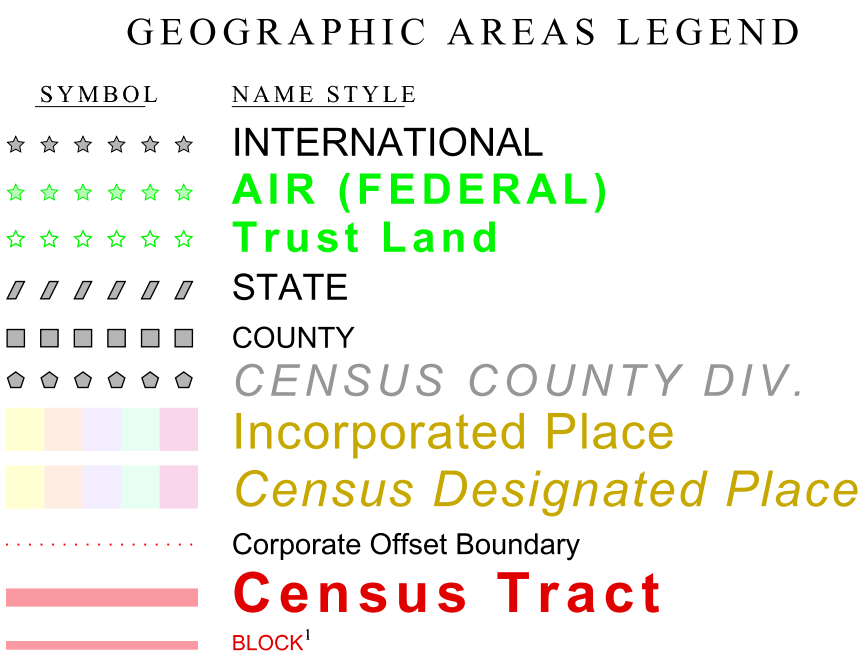 GEOGRAPHIC AREAS LEGEND
SYMBOL NAME STYLE
INTERNATIONAL
AIR (FEDERAL)
Trust Land
STATE
COUNTY
CENSUS COUNTY DIV.
Incorporated Place
Census Designated Place
Corporate Offset Boundary
Census Tract
BLOCK¹